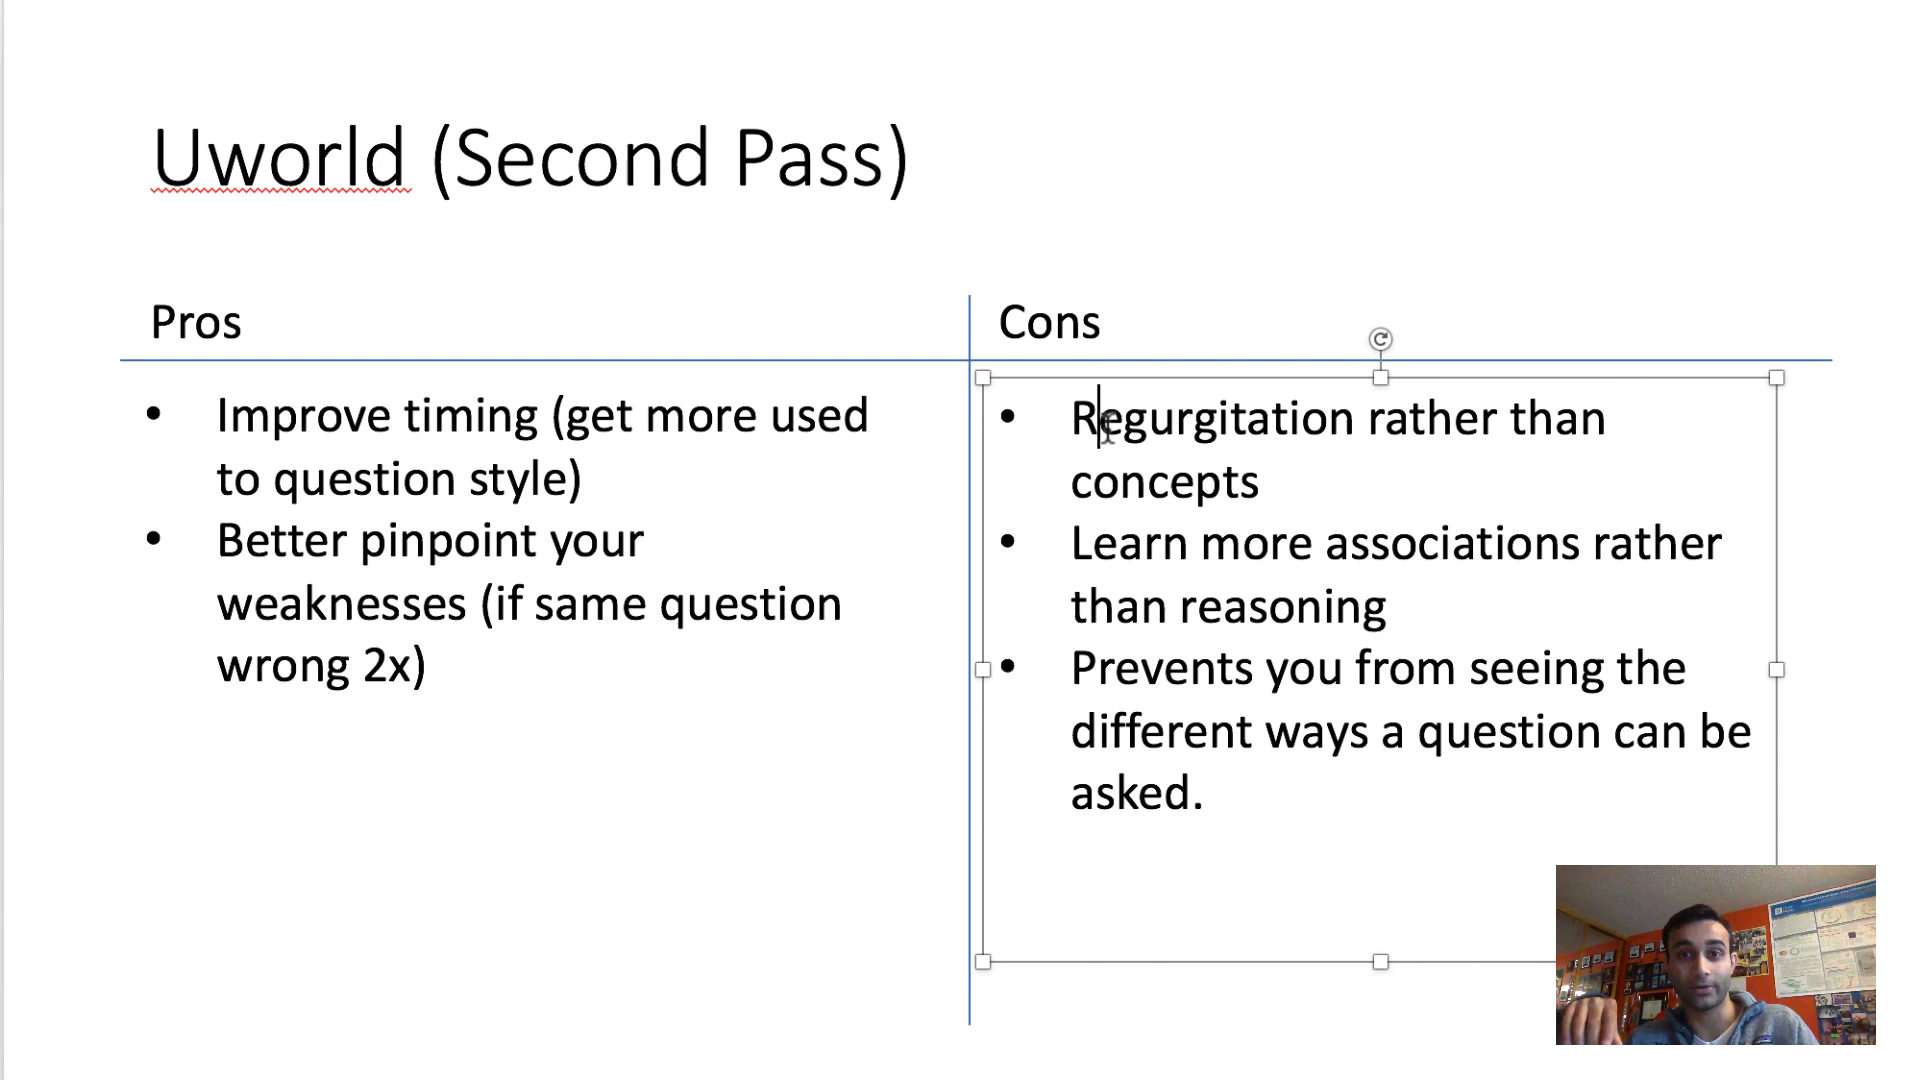 Uworld (Second Pass)
Pros
• Improve timing (get more used
to question style)
• Better pinpoint your
weaknesses (if same question
wrong 2x)
Cons
• Regurgitation rather than
concepts
• Learn more associations rather
than reasoning
• Prevents you from seeing the
different ways a question can be
asked.